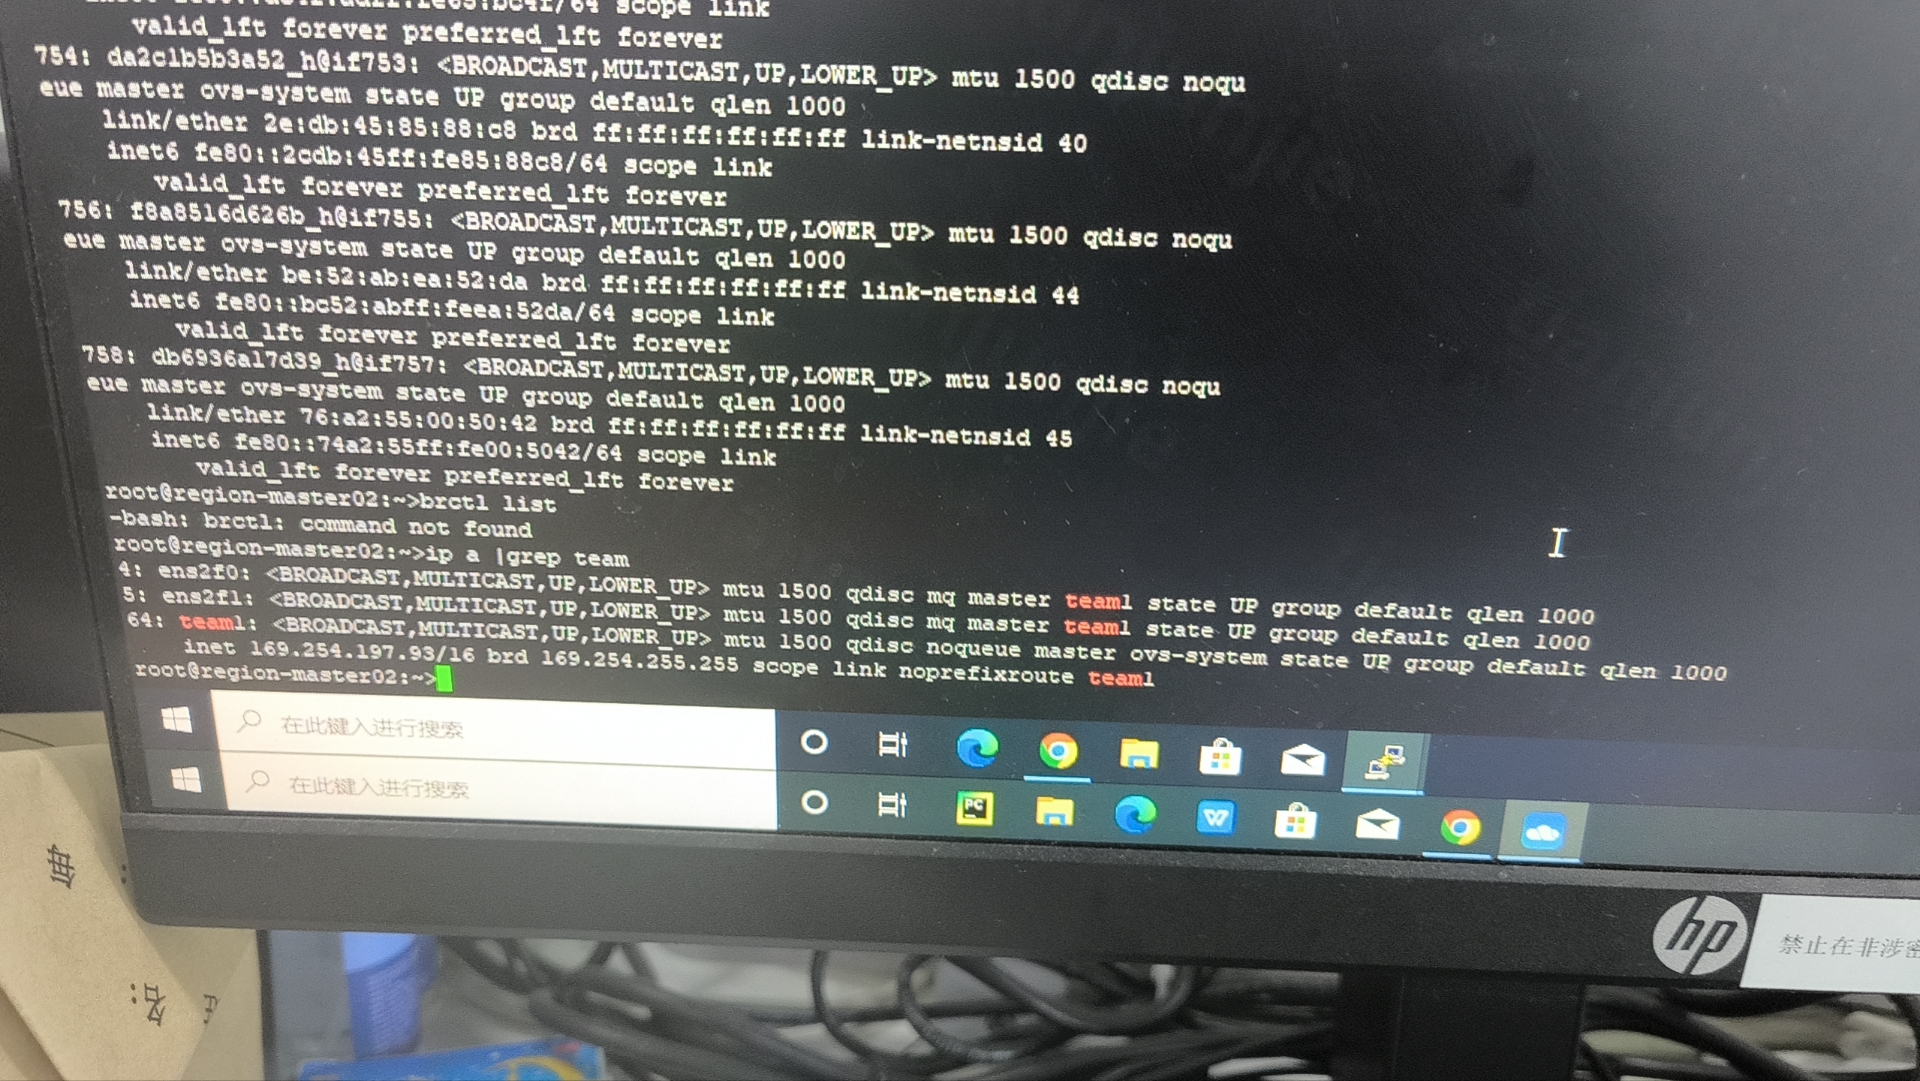 scope link
valid_lft forever preferred_lft forever
754: da2c1b5b3a52_h@if753: <BROADCAST,MULTICAST,UP,LOWER_UP> mtu 1500 qdisc noqu
eue master ovs-system state UP group default qlen 1000
link/ether 2e:db:45:85:88:c8 brd ff:ff:ff:ff:ff:ff link-netnsid 40
inet6 fe80::2cdb:45ff:fe85:88c8/64 scope link
valid_lft forever preferred_lft forever
756: f8a8516d626b_h@if755: <BROADCAST,MULTICAST,UP,LOWER_UP> mtu 1500 qdisc noqu
eue master ovs-system state UP group default qlen 1000
link/ether be:52:ab:ea:52:da brd ff:ff:ff:ff:ff:ff link-netnsid 44
inet6 fe80::bc52:abff:feea:52da/64 scope link
valid_lft forever preferred_lft forever
758: db6936a17d39_h@if757: <BROADCAST,MULTICAST,UP,LOWER_UP> mtu 1500 qdisc noqu
eue master ovs-system state UP group default qlen 1000
link/ether 76:a2:55:00:50:42 brd ff:ff:ff:ff:ff:ff link-netnsid 45
inet6 fe80::74a2:55ff:fe00:5042/64 scope link
valid_lft forever preferred_lft forever
root@region-master02:~>brctl list
-bash: brctl: command not found
root@region-master02:~>ip a |grep team
4: ens2f0: <BROADCAST,MULTICAST,UP,LOWER_UP> mtu 1500 qdisc mq master team1 state UP group default qlen 1000
5: ens2f1: <BROADCAST,MULTICAST,UP,LOWER_UP> mtu 1500 qdisc mq master team1 state UP group default qlen 1000
64: team1: <BROADCAST,MULTICAST,UP,LOWER_UP> mtu 1500 qdisc noqueue master ovs-system state UP group default qlen 1000
inet 169.254.197.93/16 brd 169.254.255.255 scope link noprefixroute team1
root@region-master02:~>
在此键入进行搜索
在此键入进行搜索
PC
W
hp
禁止在非涉密